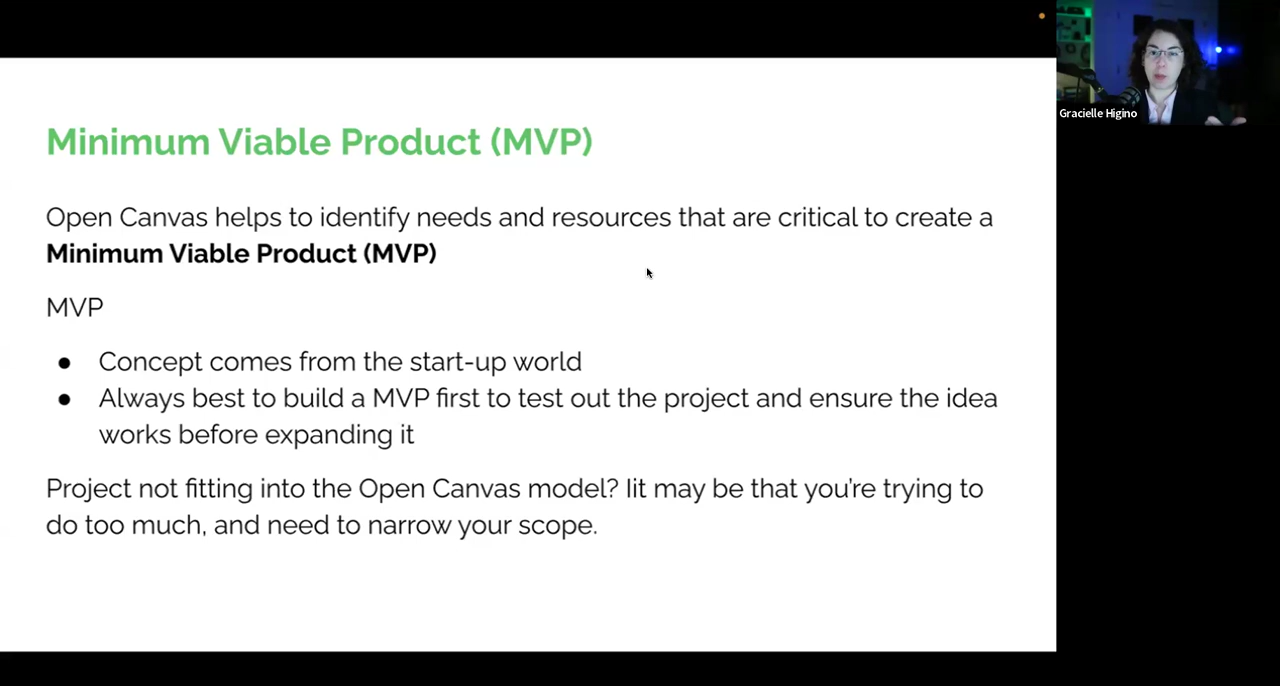 Minimum Viable Product (MVP)
Open Canvas helps to identify needs and resources that are critical to create a
Minimum Viable Product (MVP)
MVP
● Concept comes from the start-up world
● Always best to build a MVP first to test out the project and ensure the idea
works before expanding it
Project not fitting into the Open Canvas model? Iit may be that you're trying to
do too much, and need to narrow your scope.
Gracielle Higino